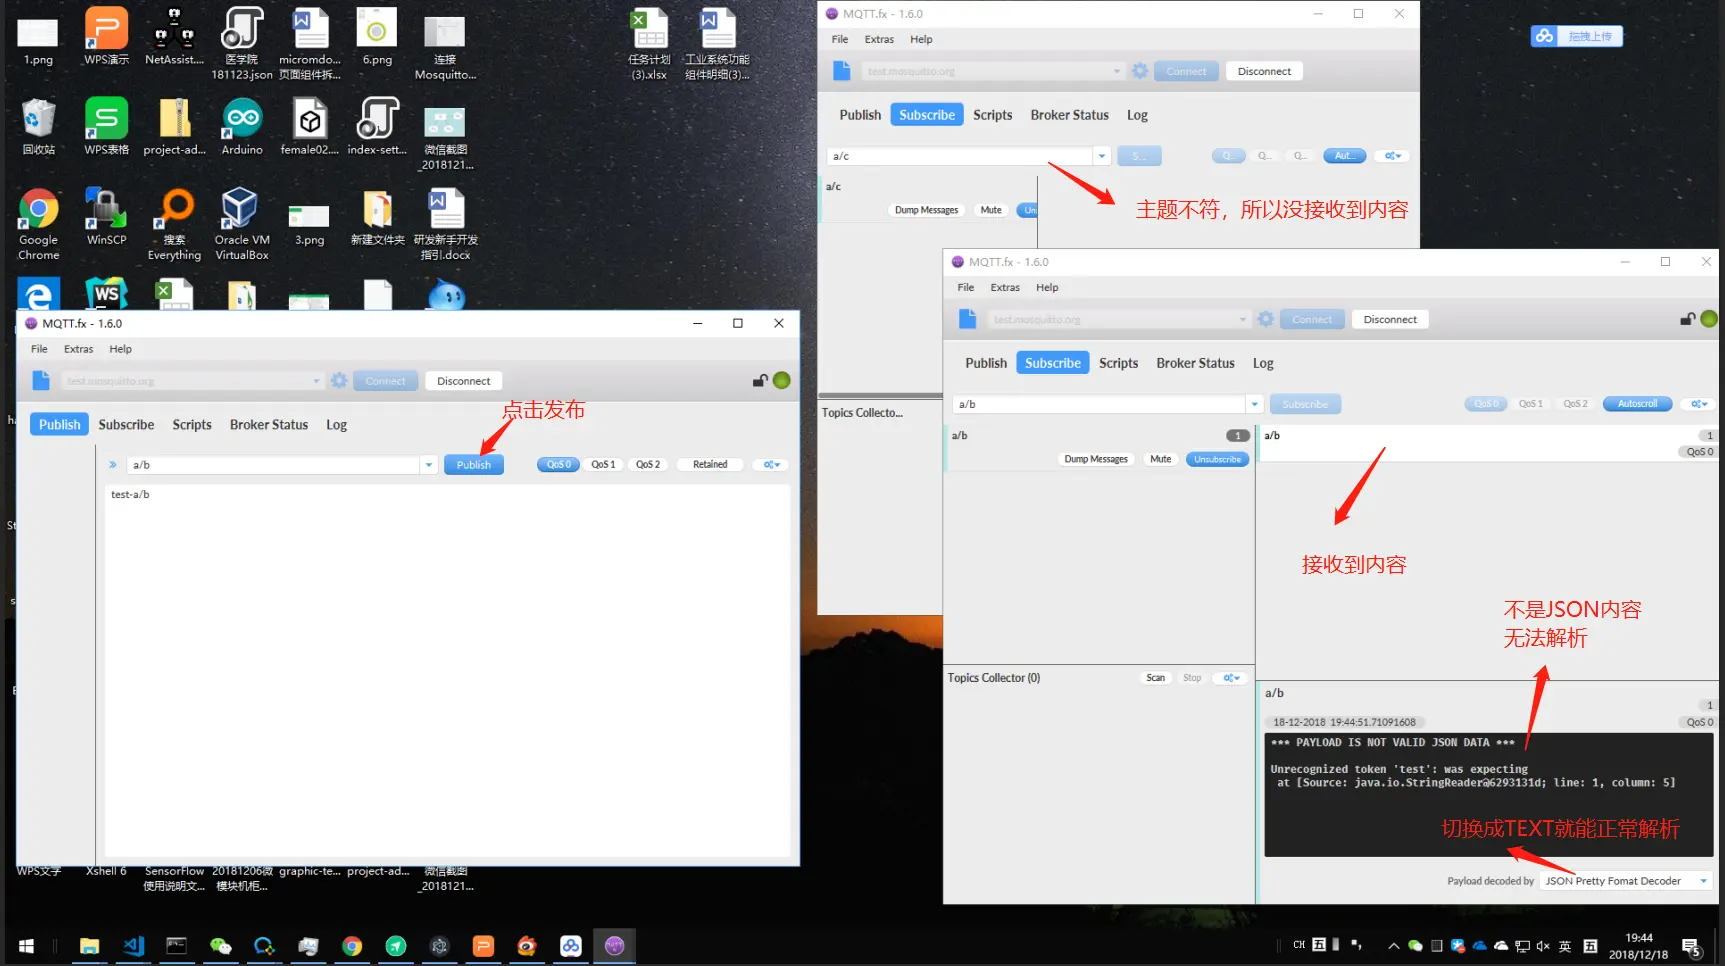 1.png
WPS演示
NetAssist....
医学院
181123.json
micromdo...
页面组件拆...
6.png
连接
Mosquitto...
任务计划
(3).xlsx
工业系统功能
组件明细(3)...
拖拽上传
回收站
WPS表格
project-ad...
Arduino
female02....
index-sett...
微信截图
_2018121...
Google
Chrome
WinSCP
搜索
Everything
Oracle VM
VirtualBox
3.png
新建文件夹
研发新手开发
指引.docx
WPS文字
Xshell 6
SensorFlow
使用说明文...
20181206微
模块机柜...
graphic-te...
project-ad...
微信截图
_2018121...
MQTT.fx - 1.6.0
File Extras Help
test.mosquitto.org
Connect
Disconnect
Publish Subscribe Scripts Broker Status Log
a/c
S...
Q... Q... Q... Aut...
a/c
Dump Messages Mute Un
主题不符，所以没接收到内容
Topics Collecto...
MQTT.fx - 1.6.0
File Extras Help
test.mosquitto.org
Connect
Disconnect
点击发布
Publish Subscribe Scripts Broker Status Log
a/b
Publish
QoS 0 QoS 1 QoS 2 Retained
test-a/b
MQTT.fx - 1.6.0
File Extras Help
test.mosquitto.org
Connect
Disconnect
Publish Subscribe Scripts Broker Status Log
a/b
Subscribe
QoS 0 QoS 1 QoS 2 Autoscroll
a/b 1
Dump Messages Mute Unsubscribe
a/b 1
QoS 0
接收到内容
不是JSON内容
无法解析
Topics Collector (0) Scan Stop
a/b
1
18-12-2018 19:44:51.71091608 QoS 0
*** PAYLOAD IS NOT VALID JSON DATA ***
Unrecognized token 'test': was expecting
at [Source: java.io.StringReader@6293131d; line: 1, column: 5]
切换成TEXT就能正常解析
Payload decoded by JSON Pretty Fomat Decoder
CH 五
英 五
19:44
2018/12/18
5